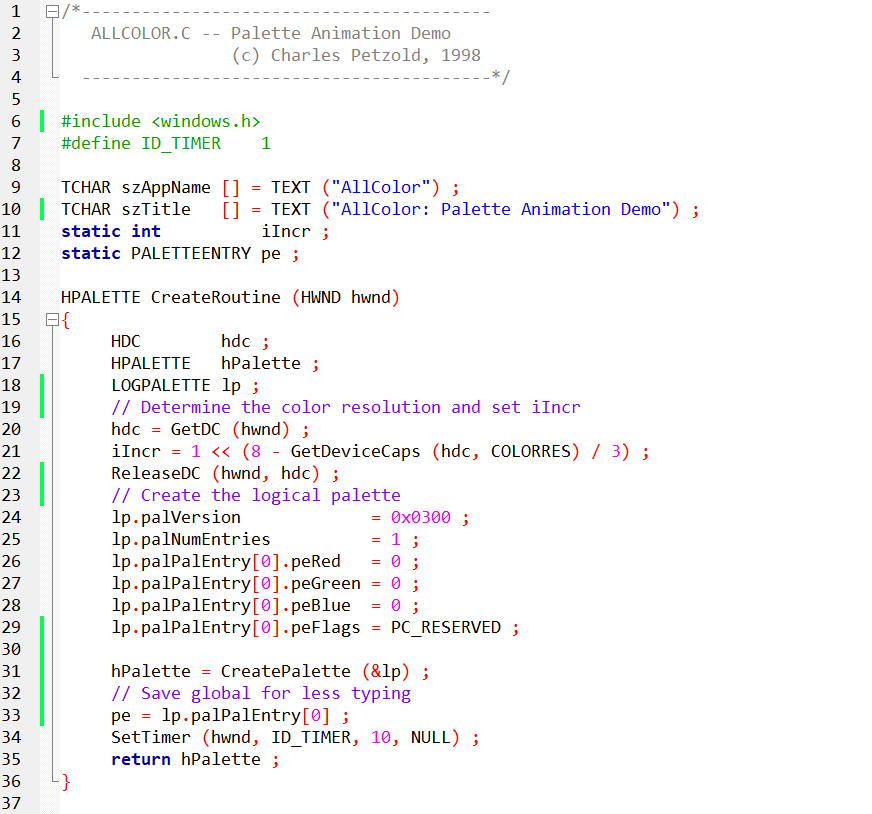 1 /*-----------------------------------------
2    ALLCOLOR.C -- Palette Animation Demo
3                  (c) Charles Petzold, 1998
4   -----------------------------------------*/
5
6 #include <windows.h>
7 #define ID_TIMER    1
8
9 TCHAR szAppName [] = TEXT ("AllColor") ;
10 TCHAR szTitle   [] = TEXT ("AllColor: Palette Animation Demo") ;
11 static int          iIncr ;
12 static PALETTEENTRY pe ;
13
14 HPALETTE CreateRoutine (HWND hwnd)
15 {
16      HDC        hdc ;
17      HPALETTE   hPalette ;
18      LOGPALETTE lp ;
19      // Determine the color resolution and set iIncr
20      hdc = GetDC (hwnd) ;
21      iIncr = 1 << (8 - GetDeviceCaps (hdc, COLORRES) / 3) ;
22      ReleaseDC (hwnd, hdc) ;
23      // Create the logical palette
24      lp.palVersion             = 0x0300 ;
25      lp.palNumEntries          = 1 ;
26      lp.palPalEntry[0].peRed   = 0 ;
27      lp.palPalEntry[0].peGreen = 0 ;
28      lp.palPalEntry[0].peBlue  = 0 ;
29      lp.palPalEntry[0].peFlags = PC_RESERVED ;
30
31      hPalette = CreatePalette (&lp) ;
32      // Save global for less typing
33      pe = lp.palPalEntry[0] ;
34      SetTimer (hwnd, ID_TIMER, 10, NULL) ;
35      return hPalette ;
36 }
37